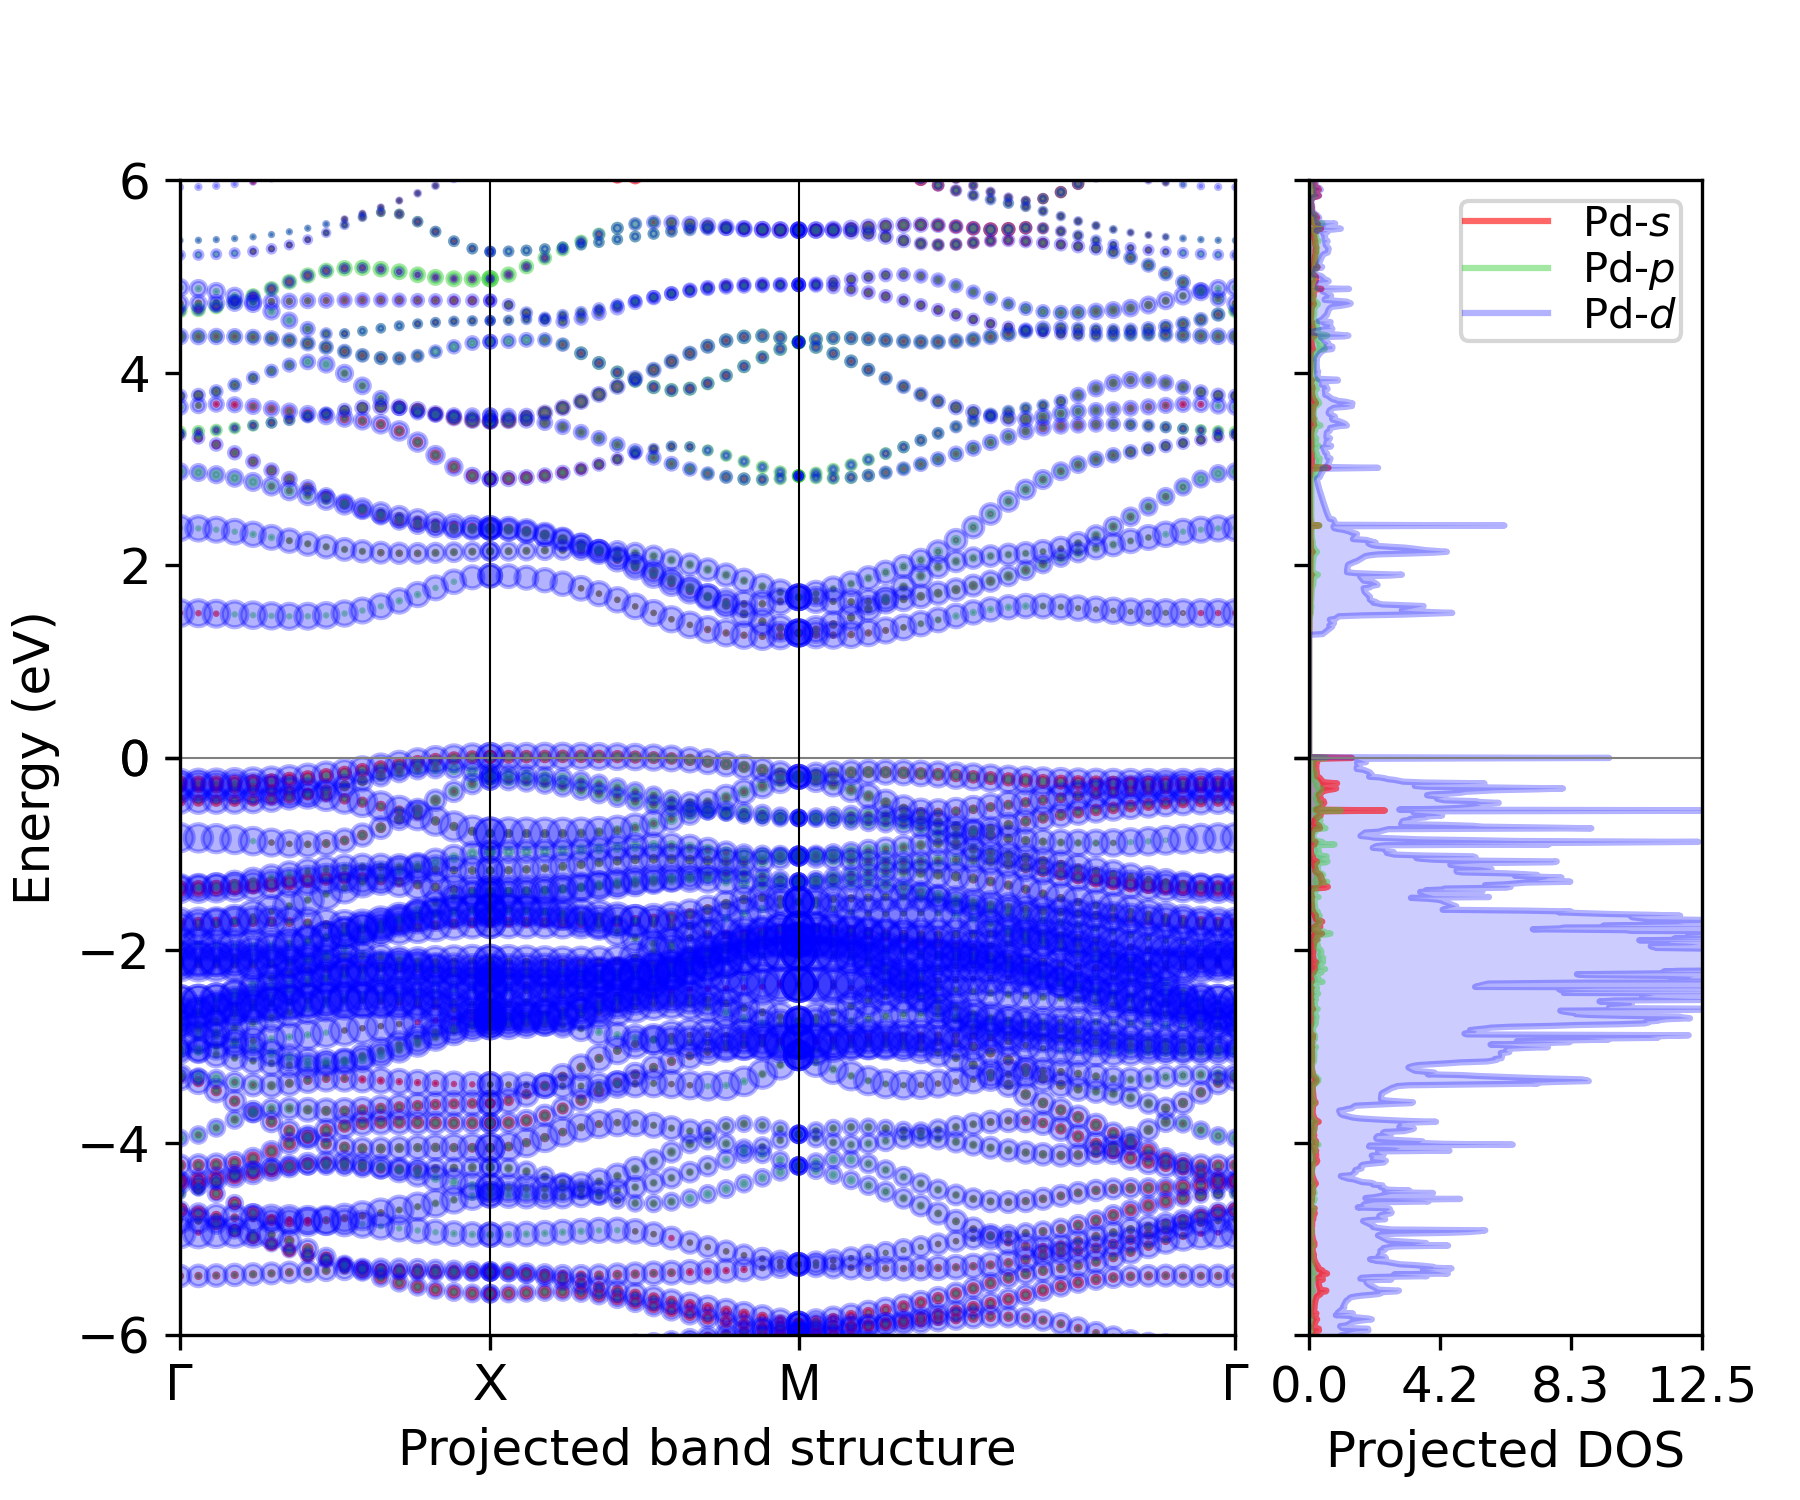 Energy (eV)
6
4
2
0
−2
−4
−6
Γ
X
M
Γ
Projected band structure
Pd-s
Pd-p
Pd-d
0.0
4.2
8.3
12.5
Projected DOS